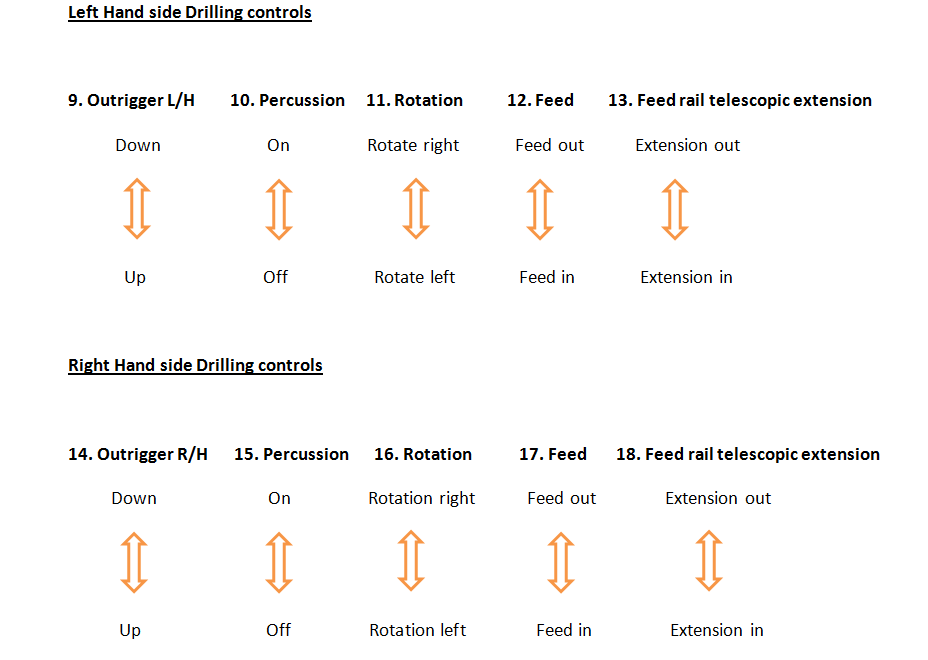 Left Hand side Drilling controls
9. Outrigger L/H 10. Percussion 11. Rotation 12. Feed 13. Feed rail telescopic extension
Down On Rotate right Feed out Extension out
Up Off Rotate left Feed in Extension in
Right Hand side Drilling controls
14. Outrigger R/H 15. Percussion 16. Rotation 17. Feed 18. Feed rail telescopic extension
Down On Rotation right Feed out Extension out
Up Off Rotation left Feed in Extension in